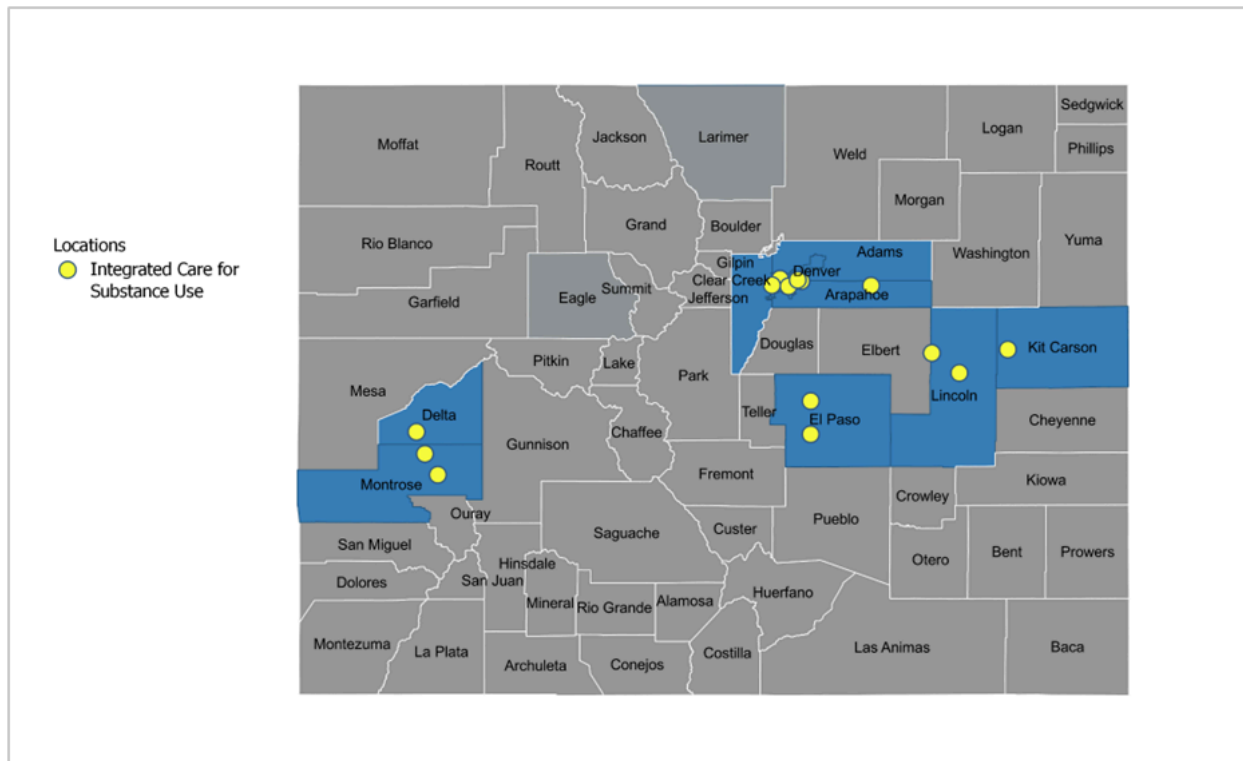 Locations
Integrated Care for
Substance Use
Moffat
Routt
Jackson
Larimer
Weld
Logan
Sedgwick
Phillips
Morgan
Rio Blanco
Grand
Boulder
Washington
Yuma
Garfield
Eagle
Summit
Gilpin
Clear Creek
Jefferson
Adams
Denver
Arapahoe
Mesa
Pitkin
Lake
Park
Douglas
Elbert
Lincoln
Kit Carson
Delta
Gunnison
Chaffee
Teller
El Paso
Cheyenne
Montrose
Ouray
Fremont
Crowley
Kiowa
San Miguel
Saguache
Custer
Pueblo
Otero
Bent
Prowers
Dolores
San Juan
Hinsdale
Mineral
Rio Grande
Alamosa
Huerfano
Montezuma
La Plata
Archuleta
Conejos
Costilla
Las Animas
Baca